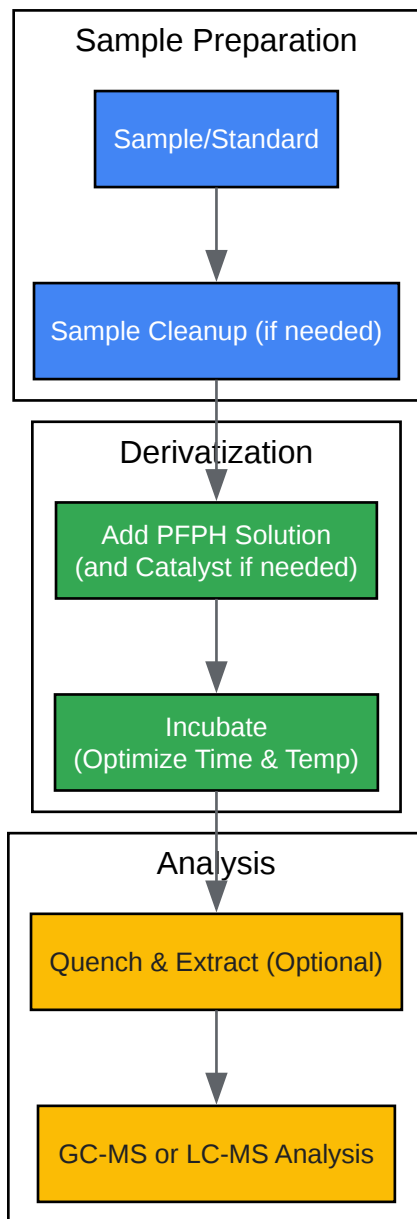 Sample Preparation
Sample/Standard
Sample Cleanup (if needed)
Derivatization
Add PFPH Solution
(and Catalyst if needed)
Incubate
(Optimize Time & Temp)
Analysis
Quench & Extract (Optional)
GC-MS or LC-MS Analysis